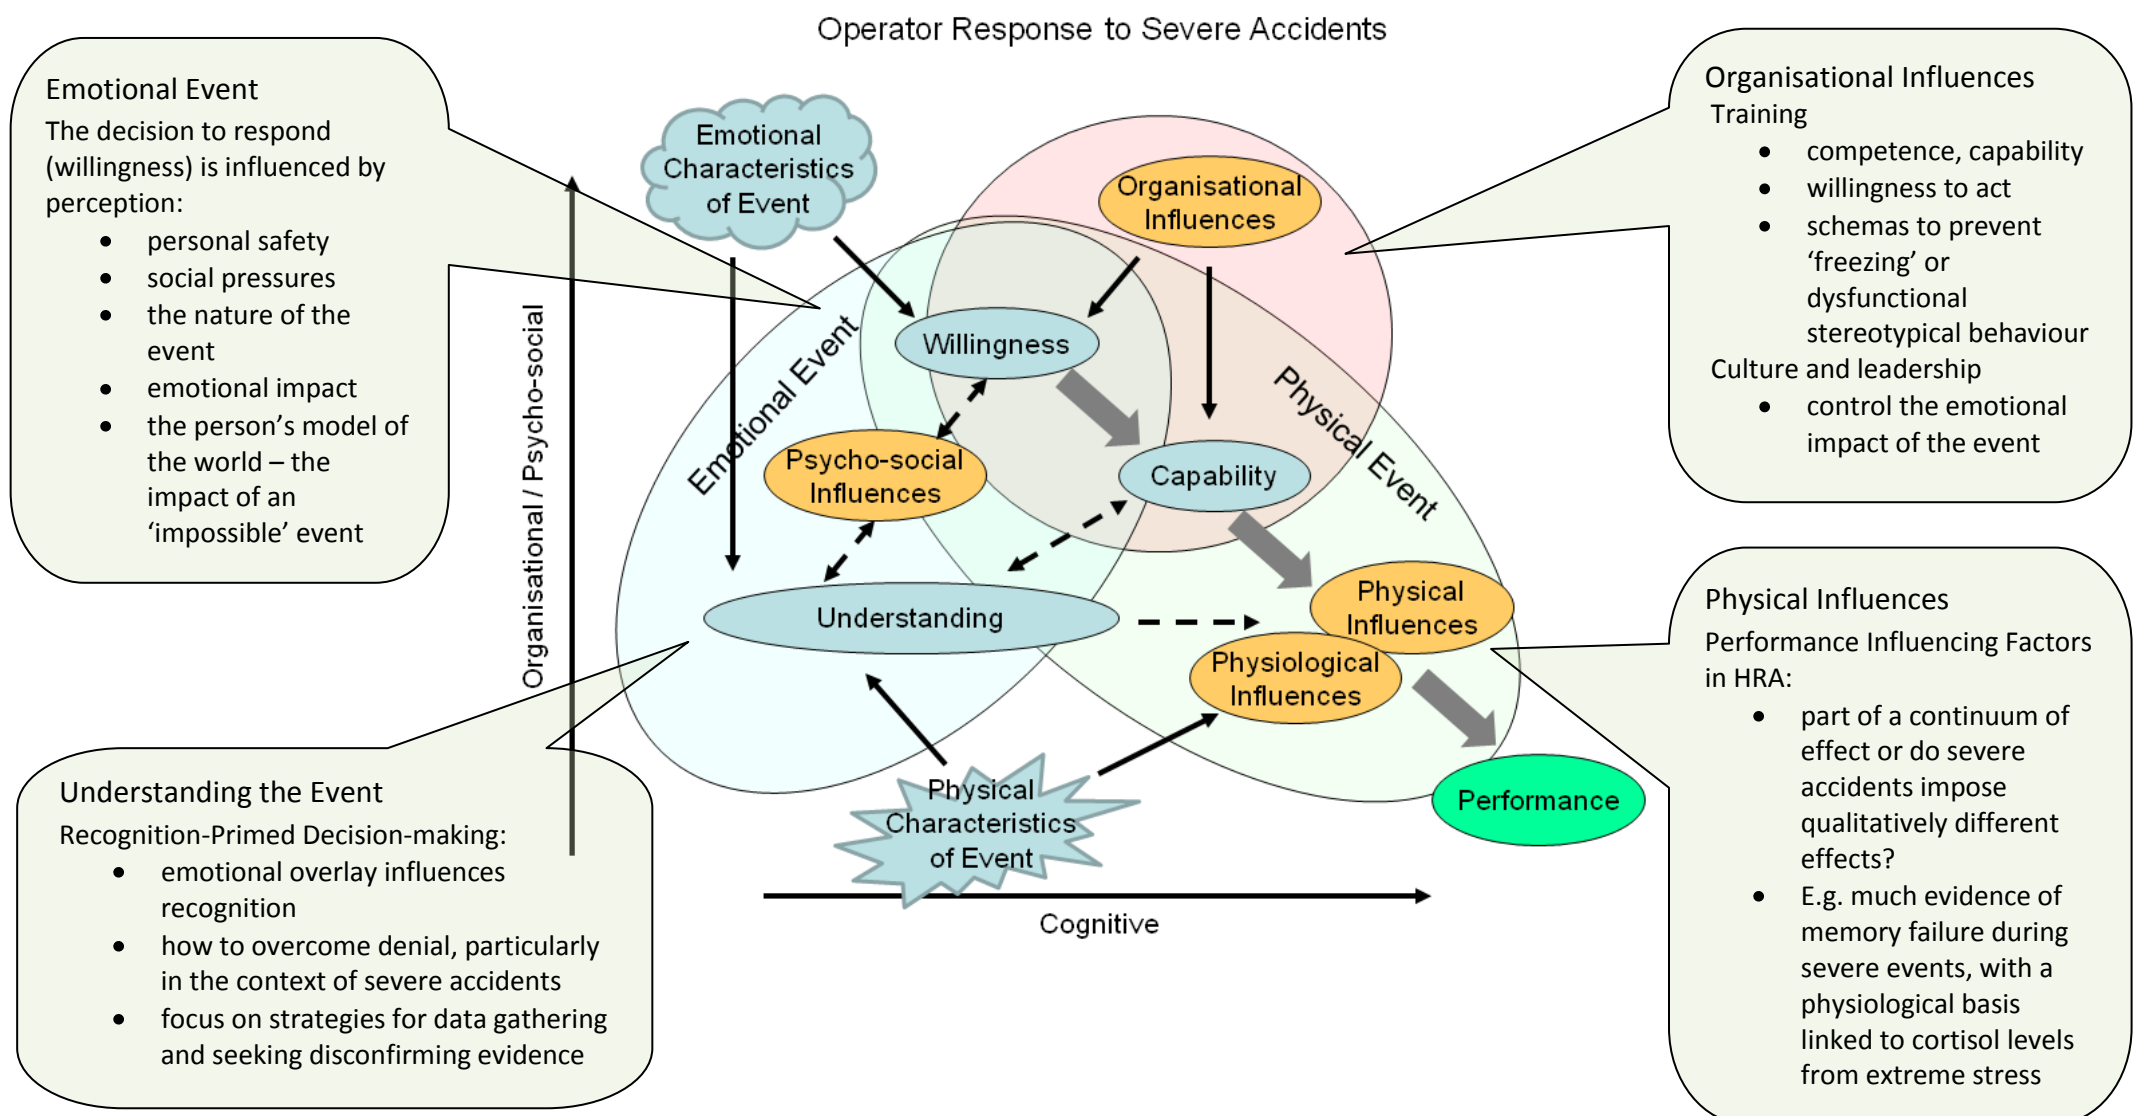 Operator Response to Severe Accidents
Emotional Event
The decision to respond
(willingness) is influenced by
perception:
• personal safety
• social pressures
• the nature of the
event
• emotional impact
• the person’s model of
the world – the
impact of an
‘impossible’ event
Emotional
Characteristics
of Event
Organisational
Influences
Organisational Influences
Training
• competence, capability
• willingness to act
• schemas to prevent
‘freezing’ or
dysfunctional
stereotypical behaviour
Culture and leadership
• control the emotional
impact of the event
Organisational / Psycho-social
Emotional Event
Willingness
Physical Event
Psycho-social
Influences
Capability
Understanding
Physical
Influences
Physiological
Influences
Performance
Physical
Characteristics
of Event
Cognitive
Understanding the Event
Recognition-Primed Decision-making:
• emotional overlay influences
recognition
• how to overcome denial, particularly
in the context of severe accidents
• focus on strategies for data gathering
and seeking disconfirming evidence
Physical Influences
Performance Influencing Factors
in HRA:
• part of a continuum of
effect or do severe
accidents impose
qualitatively different
effects?
• E.g. much evidence of
memory failure during
severe events, with a
physiological basis
linked to cortisol levels
from extreme stress